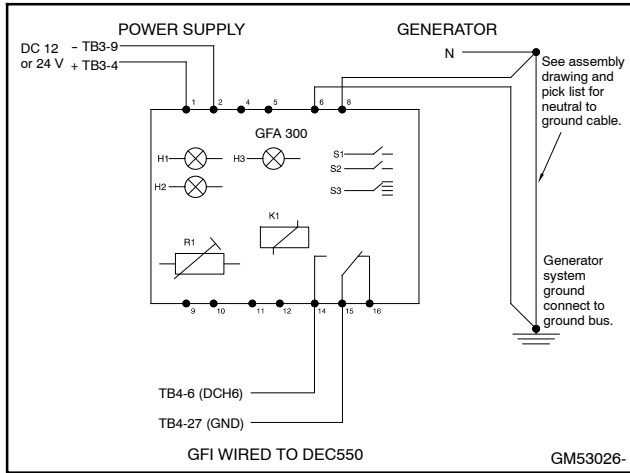 POWER SUPPLY
GENERATOR
DC 12 - TB3-9
or 24 V + TB3-4
N
See assembly
drawing and
pick list for
neutral to
ground cable.
1 2 4 5 6 8
GFA 300
H1
H3
S1
H2
S2
S3
K1
R1
Generator
system
ground
connect to
ground bus.
9 10 11 12 14 15 16
TB4-6 (DCH6)
TB4-27 (GND)
GFI WIRED TO DEC550
GM53026-